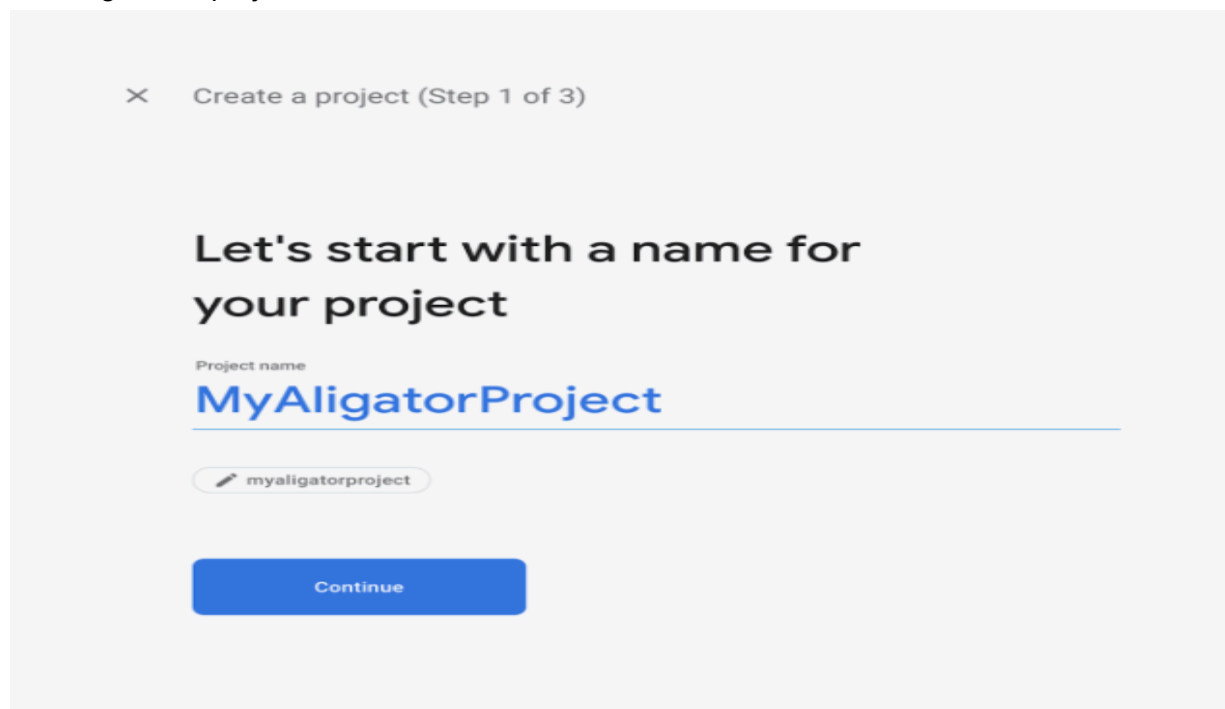 Create a project (Step 1 of 3)
Let's start with a name for
your project
Project name
MyAligatorProject
myaligatorproject
Continue